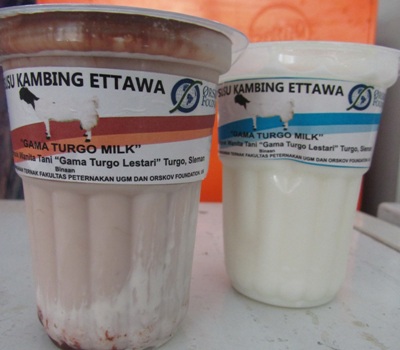 SUSU KAMBING ETTAWA
"GAMA TURGO MILK"
Wanita Tani "Gama Turgo Lestari" Turgo, Sleman
Binaan
TERNAK FAKULTAS PETERNAKAN UGM DAN ORSKOV FOUNDATION
SUSU KAMBING ETTAWA
"GAMA TURGO MILK"
Wanita Tani "Gama Turgo Lestari" Turgo, Sleman
Binaan
TERNAK FAKULTAS PETERNAKAN UGM DAN ORSKOV FOUNDATION